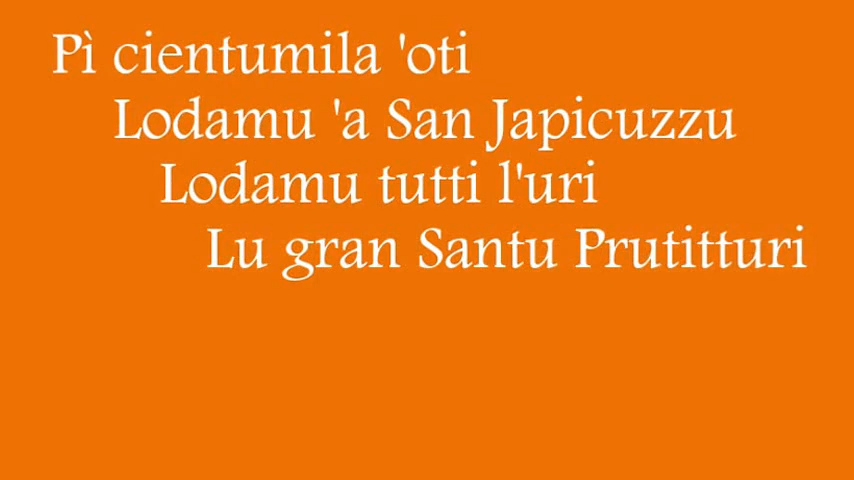 Pì cientumila 'oti
Lodamu 'a San Japicuzzu
Lodamu tutti l'uri
Lu gran Santu Prutitturi